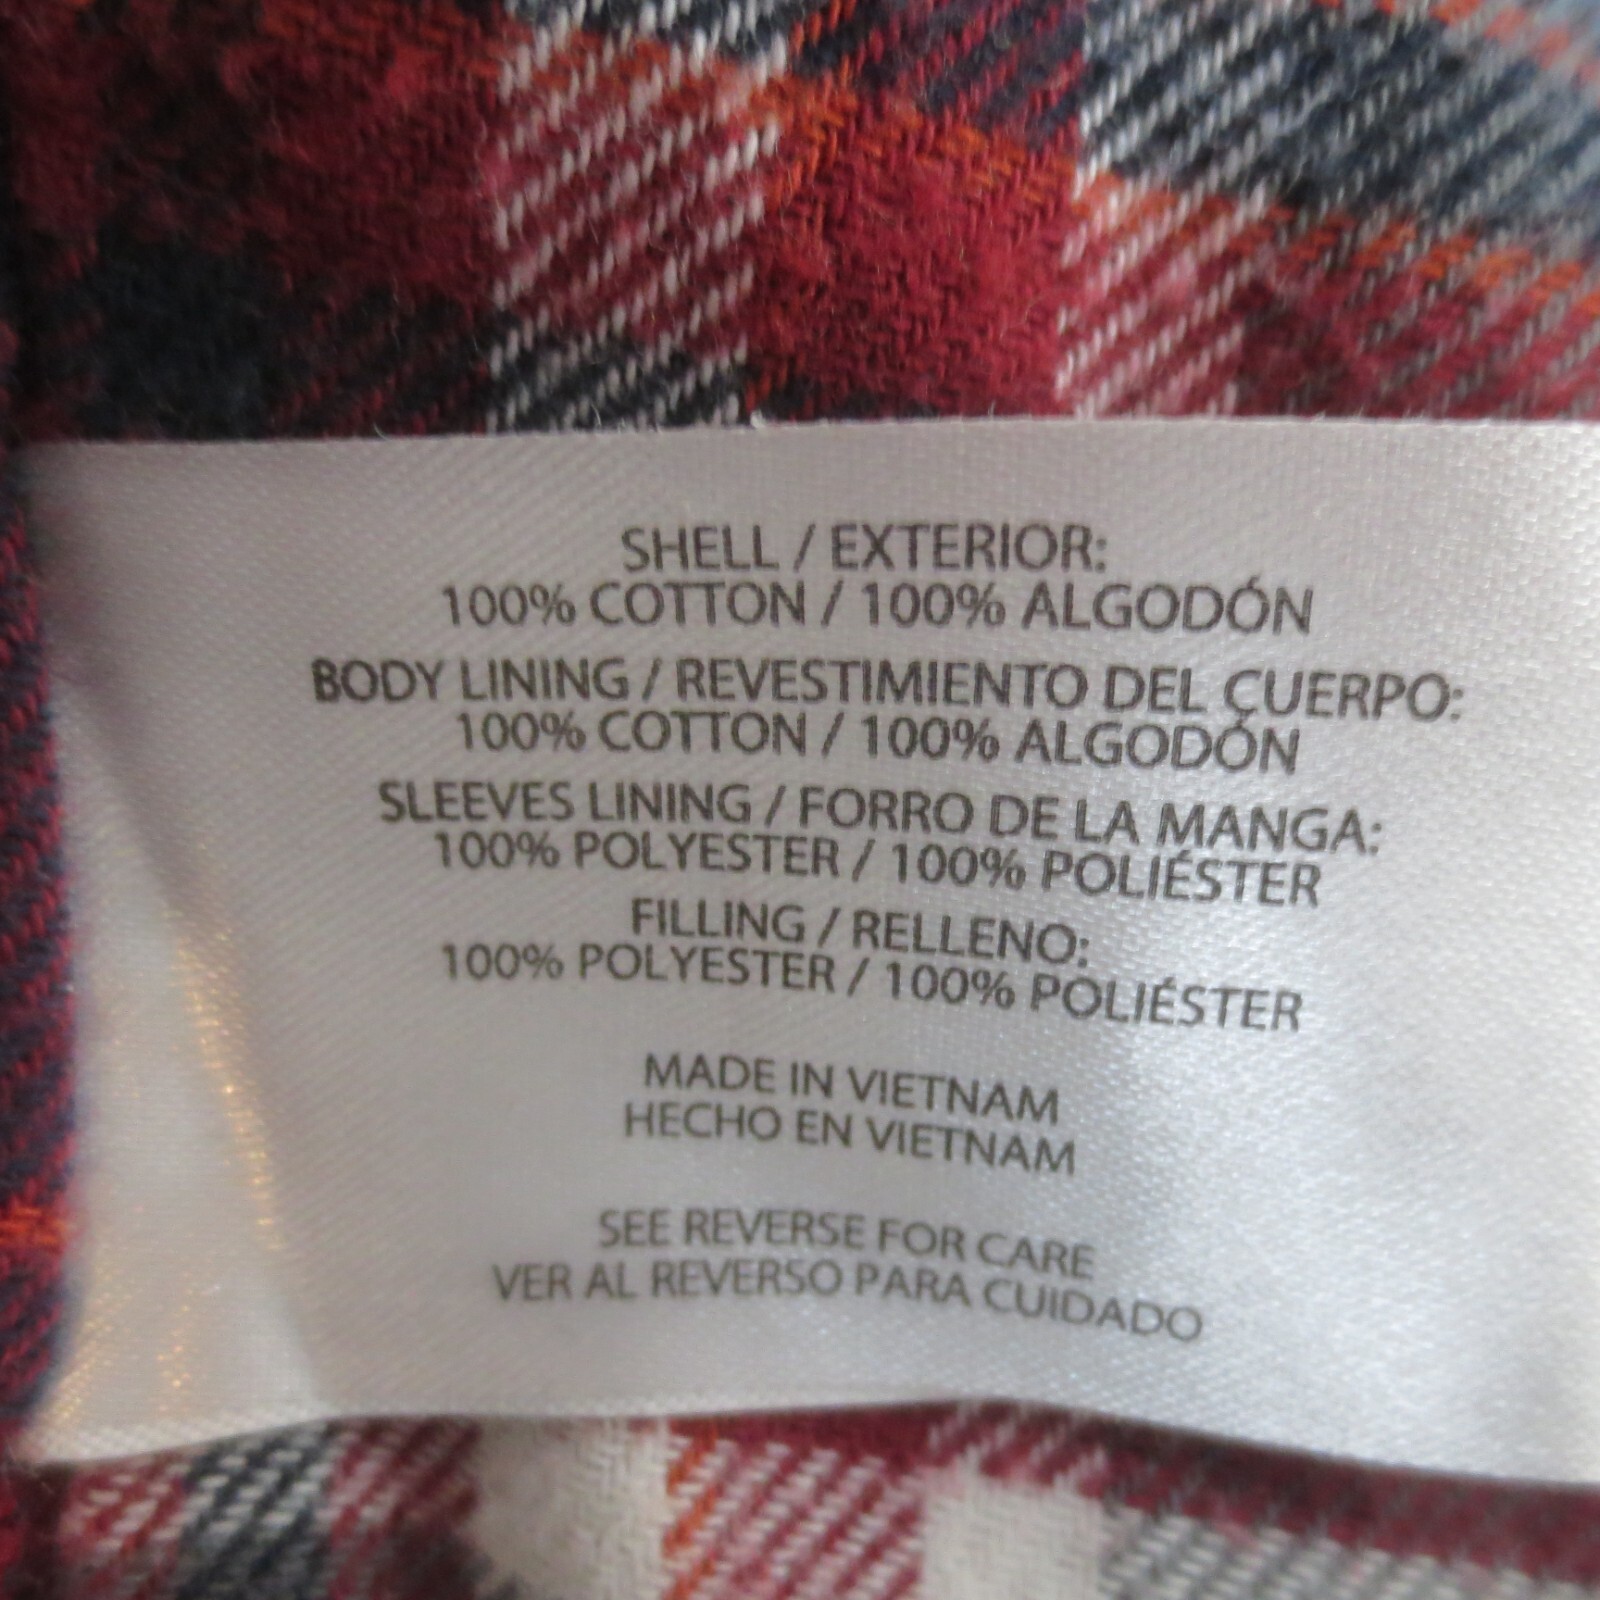 SHELL / EXTERIOR:
100% COTTON / 100% ALGODÓN
BODY LINING / REVESTIMIENTO DEL CUERPO:
100% COTTON / 100% ALGODÓN
SLEEVES LINING / FORRO DE LA MANGA:
100% POLYESTER / 100% POLIÉSTER
FILLING / RELLENO:
100% POLYESTER / 100% POLIÉSTER
MADE IN VIETNAM
HECHO EN VIETNAM
SEE REVERSE FOR CARE
VER AL REVERSO PARA CUIDADO